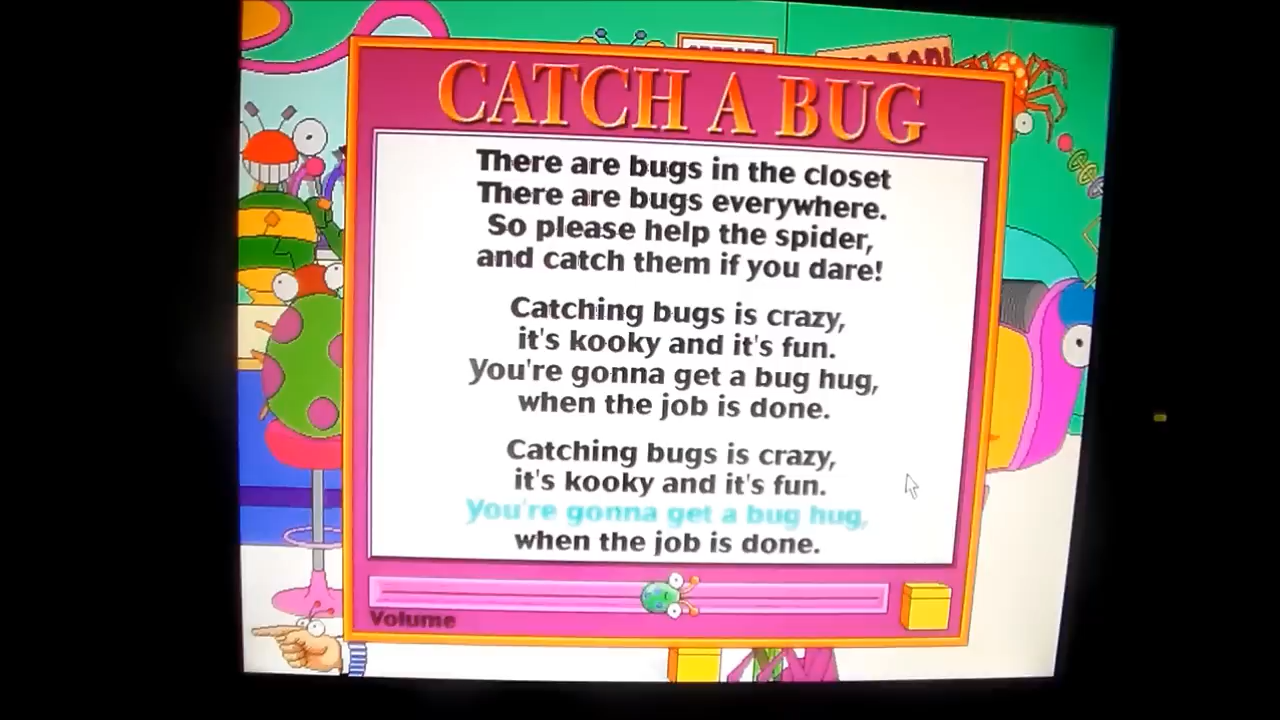 CATCH A BUG
There are bugs in the closet
There are bugs everywhere.
So please help the spider,
and catch them if you dare!
Catching bugs is crazy,
it's kooky and it's fun.
You're gonna get a bug hug,
when the job is done.
Catching bugs is crazy,
it's kooky and it's fun.
You're gonna get a bug hug,
when the job is done.
Volume